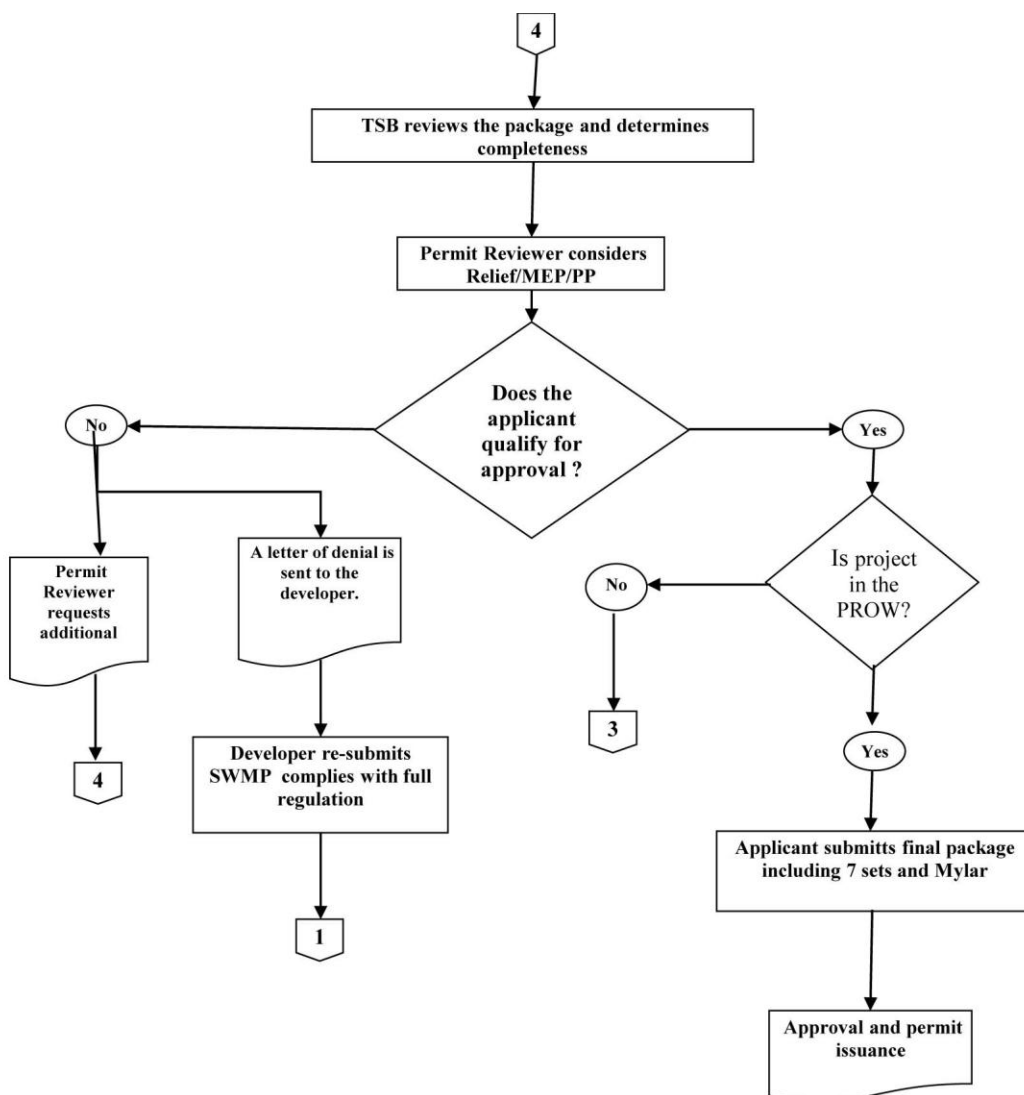 4
TSB reviews the package and determines
completeness
Permit Reviewer considers
Relief/MEP/PP
Does the
applicant
qualify for
approval ?
No
Yes
Permit
Reviewer
requests
additional
A letter of denial is
sent to the
developer.
Is project
in the
PROW?
No
4
Developer re-submits
SWMP complies with full
regulation
3
Yes
1
Applicant submitts final package
including 7 sets and Mylar
Approval and permit
issuance